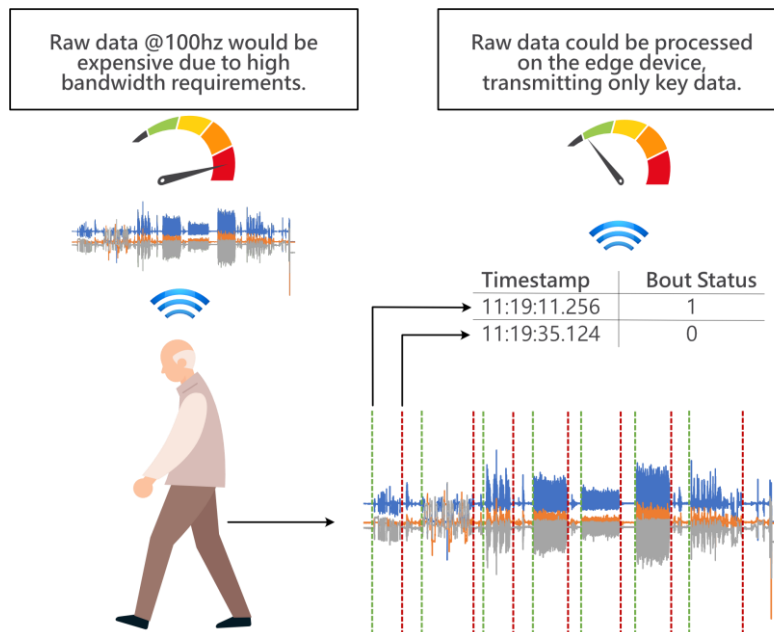 Raw data @100hz would be
expensive due to high
bandwidth requirements.
Raw data could be processed
on the edge device,
transmitting only key data.
Timestamp Bout Status
11:19:11.256 1
11:19:35.124 0